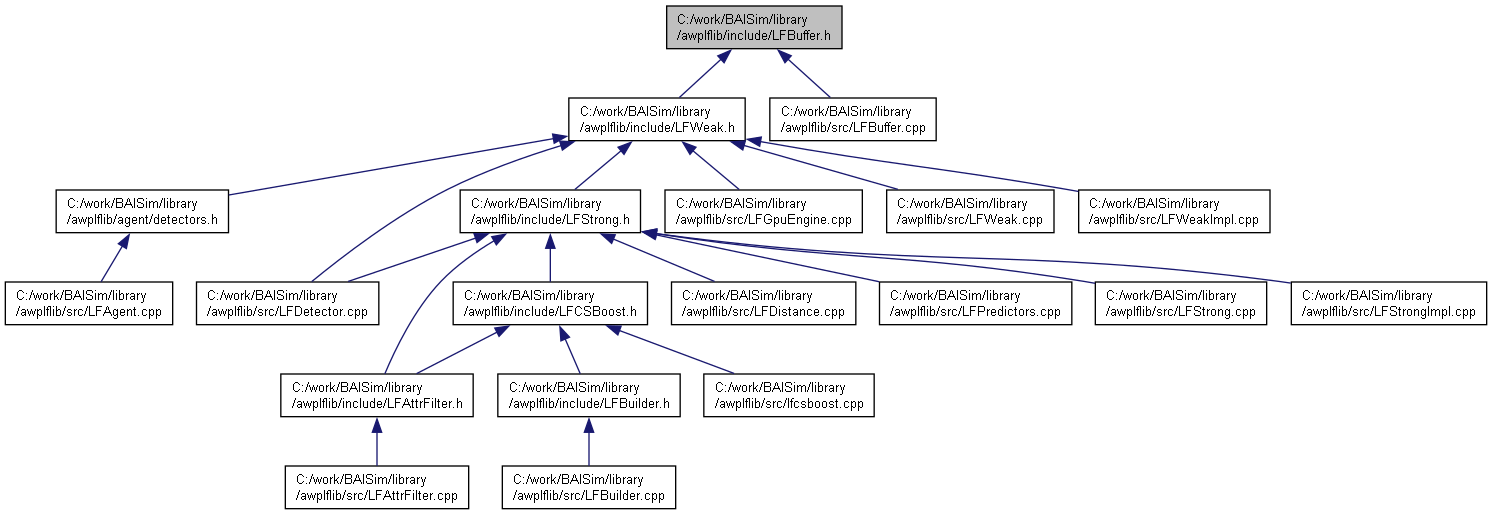 C:/work/BAISim/library
/awplflib/include/LFBuffer.h
C:/work/BAISim/library
/awplflib/include/LFWeak.h
C:/work/BAISim/library
/awplflib/src/LFBuffer.cpp
C:/work/BAISim/library
/awplflib/agent/detectors.h
C:/work/BAISim/library
/awplflib/include/LFStrong.h
C:/work/BAISim/library
/awplflib/src/LFGpuEngine.cpp
C:/work/BAISim/library
/awplflib/src/LFWeak.cpp
C:/work/BAISim/library
/awplflib/src/LFWeakImpl.cpp
C:/work/BAISim/library
/awplflib/src/LFAgent.cpp
C:/work/BAISim/library
/awplflib/src/LFDetector.cpp
C:/work/BAISim/library
/awplflib/include/LFCSBoost.h
C:/work/BAISim/library
/awplflib/src/LFDistance.cpp
C:/work/BAISim/library
/awplflib/src/LFPredictors.cpp
C:/work/BAISim/library
/awplflib/src/LFStrong.cpp
C:/work/BAISim/library
/awplflib/src/LFStrongImpl.cpp
C:/work/BAISim/library
/awplflib/include/LFAttrFilter.h
C:/work/BAISim/library
/awplflib/include/LFBuilder.h
C:/work/BAISim/library
/awplflib/src/lfcsboost.cpp
C:/work/BAISim/library
/awplflib/src/LFAttrFilter.cpp
C:/work/BAISim/library
/awplflib/src/LFBuilder.cpp